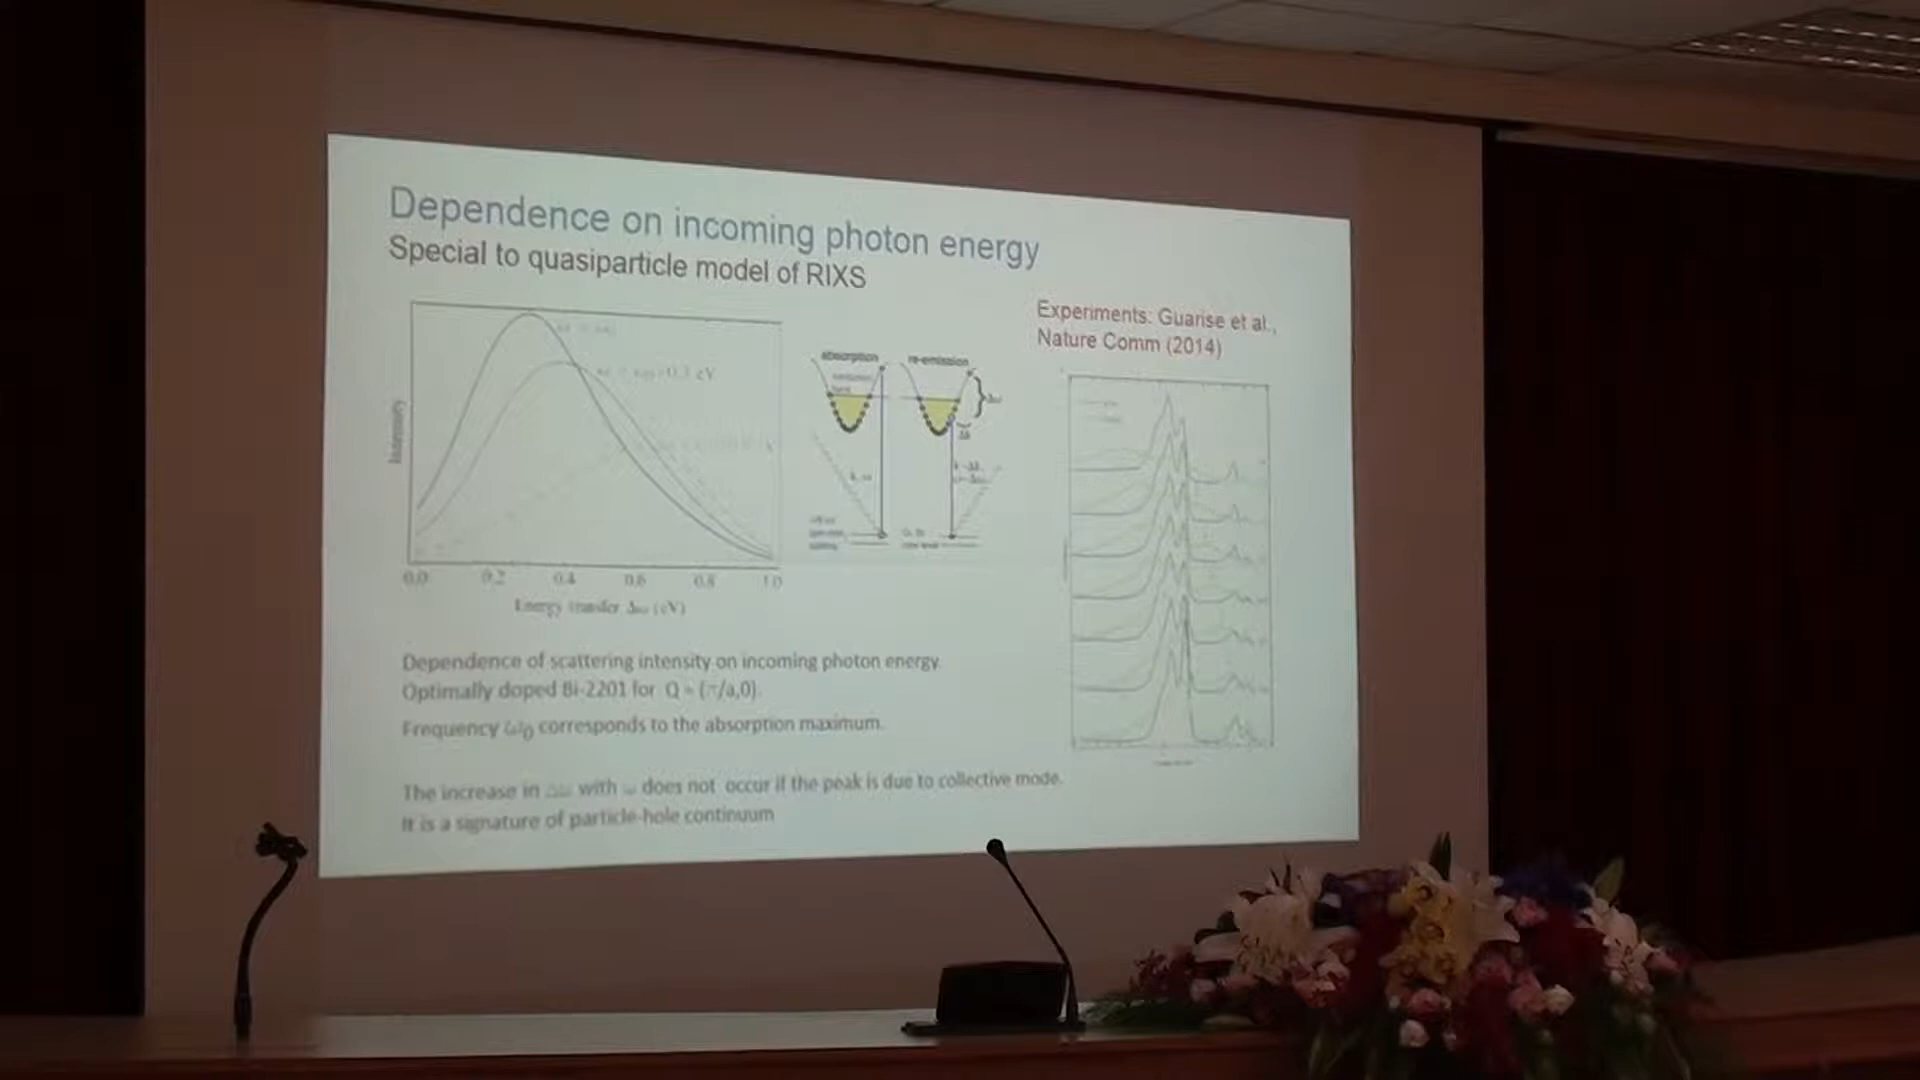 Dependence on incoming photon energy
Special to quasiparticle model of RIXS
Experiments: Guarise et al.,
Nature Comm (2014)
absorption
re-emission
Intensity
0.0 0.2 0.4 0.6 0.8 1.0
Energy transfer Δω (eV)
Dependence of scattering intensity on incoming photon energy.
Optimally doped Bi-2201 for Q = (π/a,0).
Frequency ω0 corresponds to the absorption maximum.
The increase in Δω with ω does not occur if the peak is due to collective mode.
It is a signature of particle-hole continuum